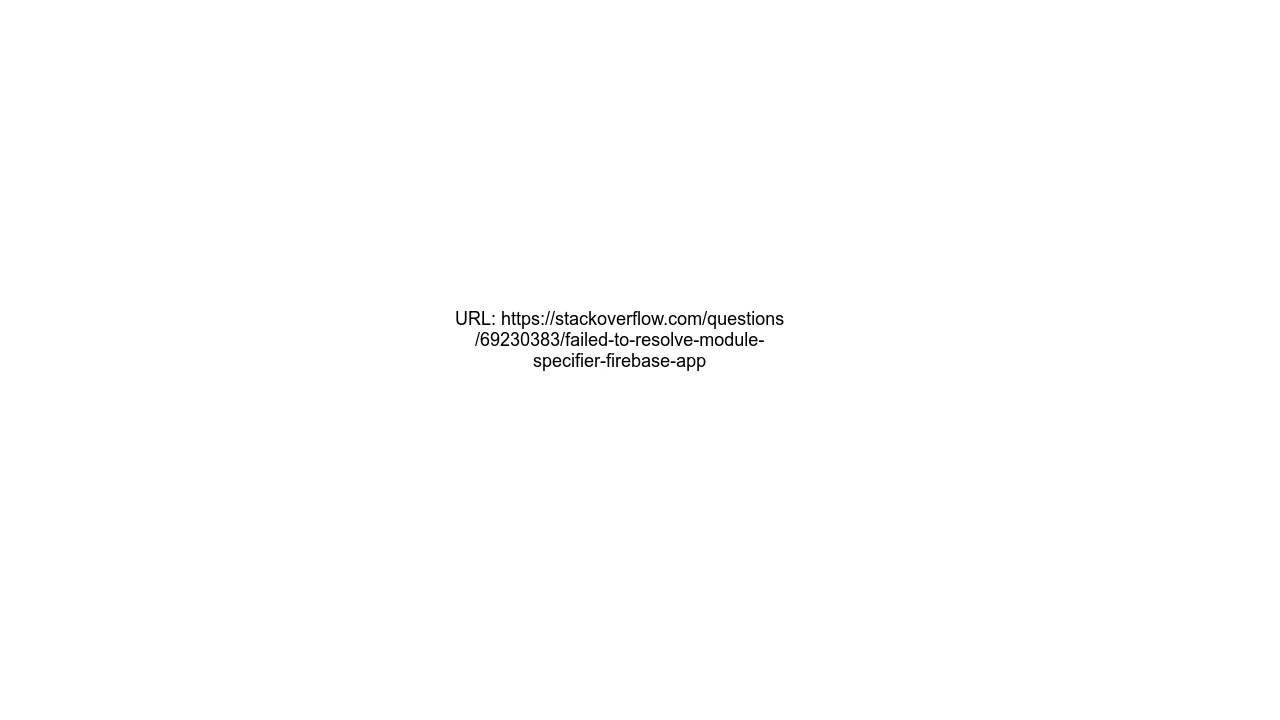 URL: https://stackoverflow.com/questions
/69230383/failed-to-resolve-module-
specifier-firebase-app